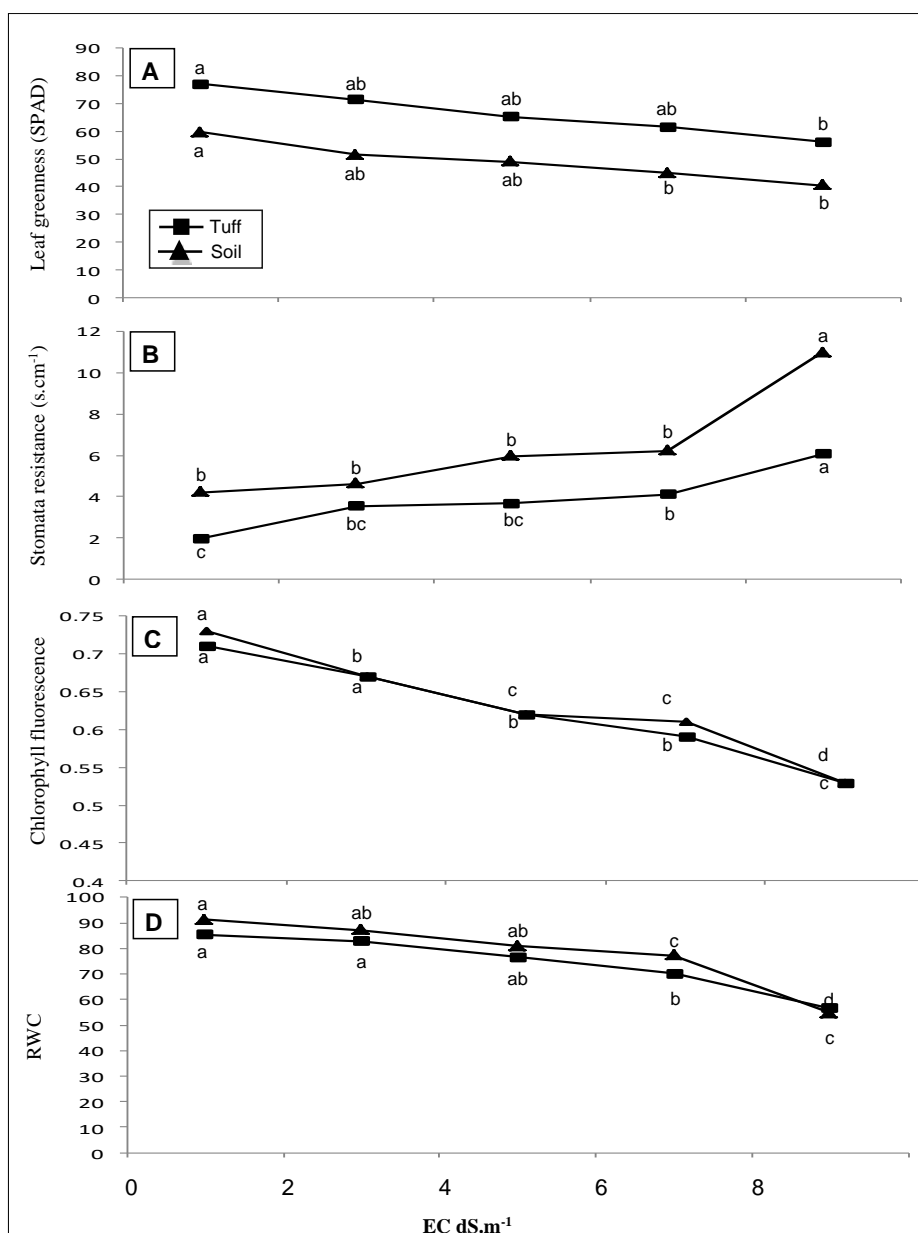 A
Leaf greenness (SPAD)
90
80
70
60
50
40
30
20
10
0
a
ab
ab
ab
b
a
ab
ab
b
b
Tuff
Soil
B
Stomata resistance (s.cm-1)
12
10
8
6
4
2
0
a
b
b
b
b
c
bc
bc
b
a
C
Chlorophyll fluorescence
0.75
0.7
0.65
0.6
0.55
0.5
0.45
0.4
a
b
c
c
d
a
a
b
b
c
D
RWC
100
90
80
70
60
50
40
30
20
10
0
a
ab
ab
c
d
a
a
ab
b
c
0 2 4 6 8
EC dS.m-1